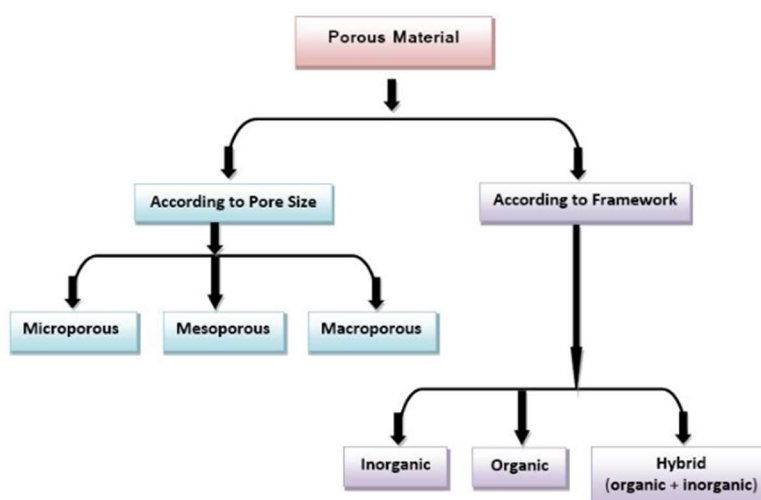 Porous Material
According to Pore Size
According to Framework
Microporous
Mesoporous
Macroporous
Inorganic
Organic
Hybrid
(organic + inorganic)